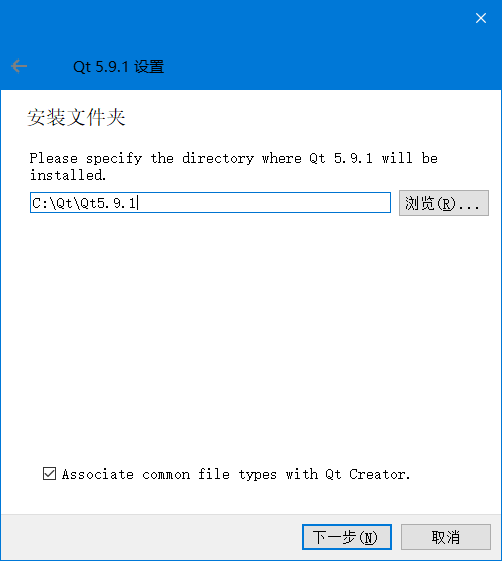 Qt 5.9.1 设置
安装文件夹
Please specify the directory where Qt 5.9.1 will be
installed.
C:\Qt\Qt5.9.1
浏览(R)...
Associate common file types with Qt Creator.
下一步(N)
取消